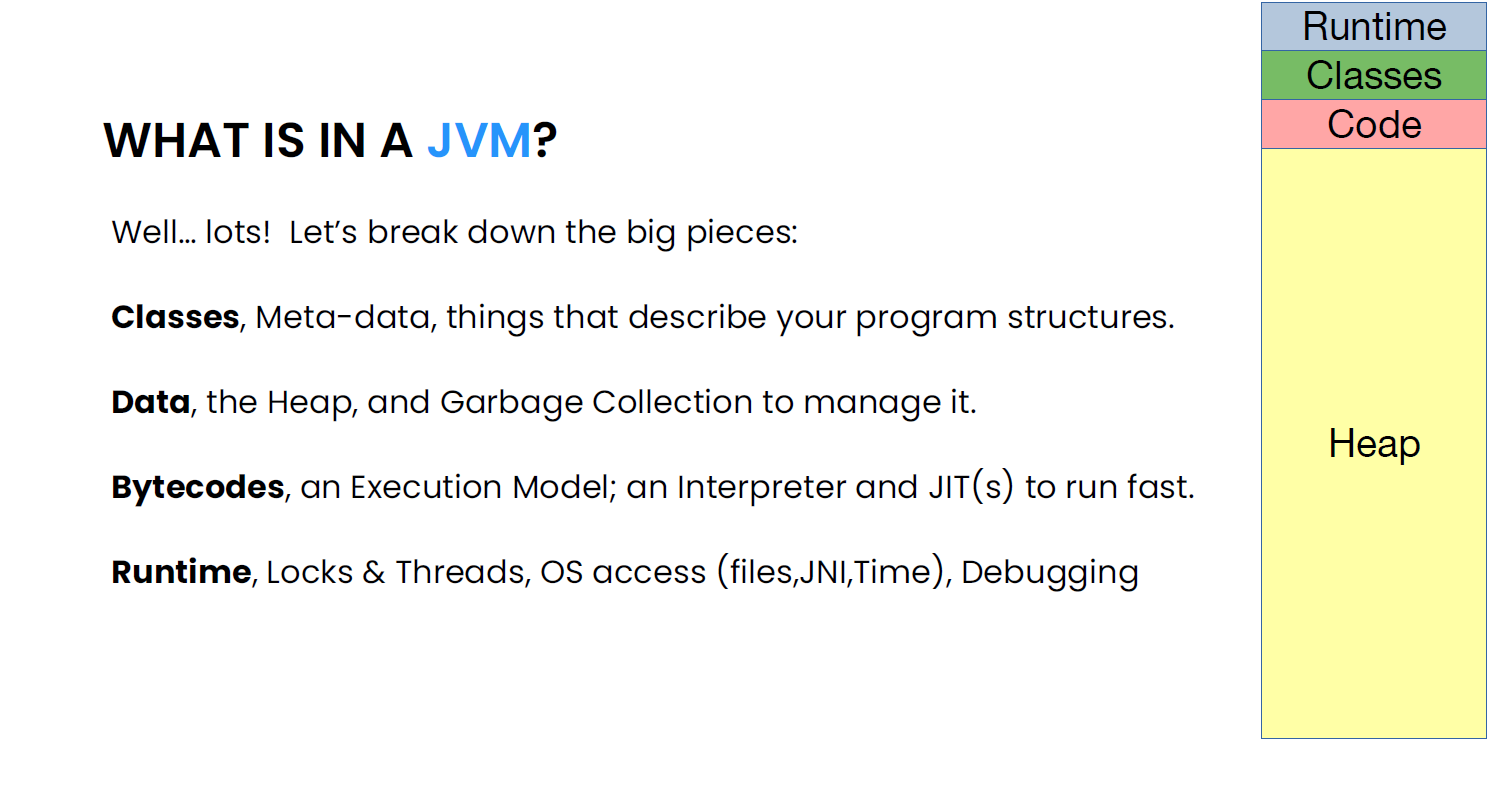 WHAT IS IN A JVM?
Well... lots!  Let’s break down the big pieces:
Classes, Meta-data, things that describe your program structures.
Data, the Heap, and Garbage Collection to manage it.
Bytecodes, an Execution Model; an Interpreter and JIT(s) to run fast.
Runtime, Locks & Threads, OS access (files,JNI,Time), Debugging
Runtime
Classes
Code
Heap